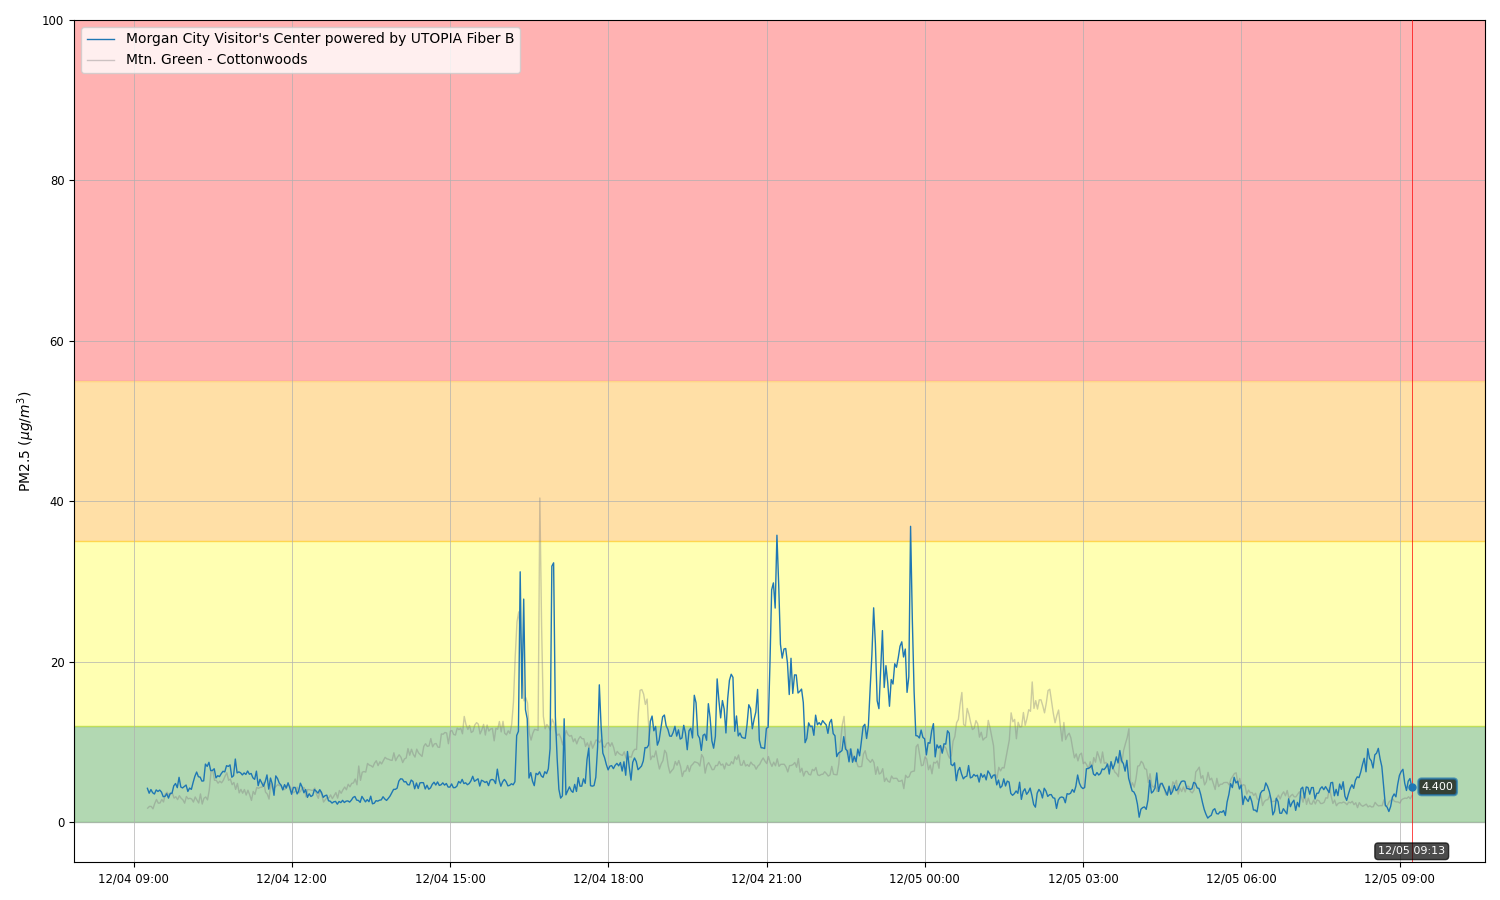 100
80
60
40
20
0
PM2.5 (μg/m³)
Morgan City Visitor's Center powered by UTOPIA Fiber B
Mtn. Green - Cottonwoods
4.400
12/05 09:13
12/04 09:00 12/04 12:00 12/04 15:00 12/04 18:00 12/04 21:00 12/05 00:00 12/05 03:00 12/05 06:00 12/05 09:00